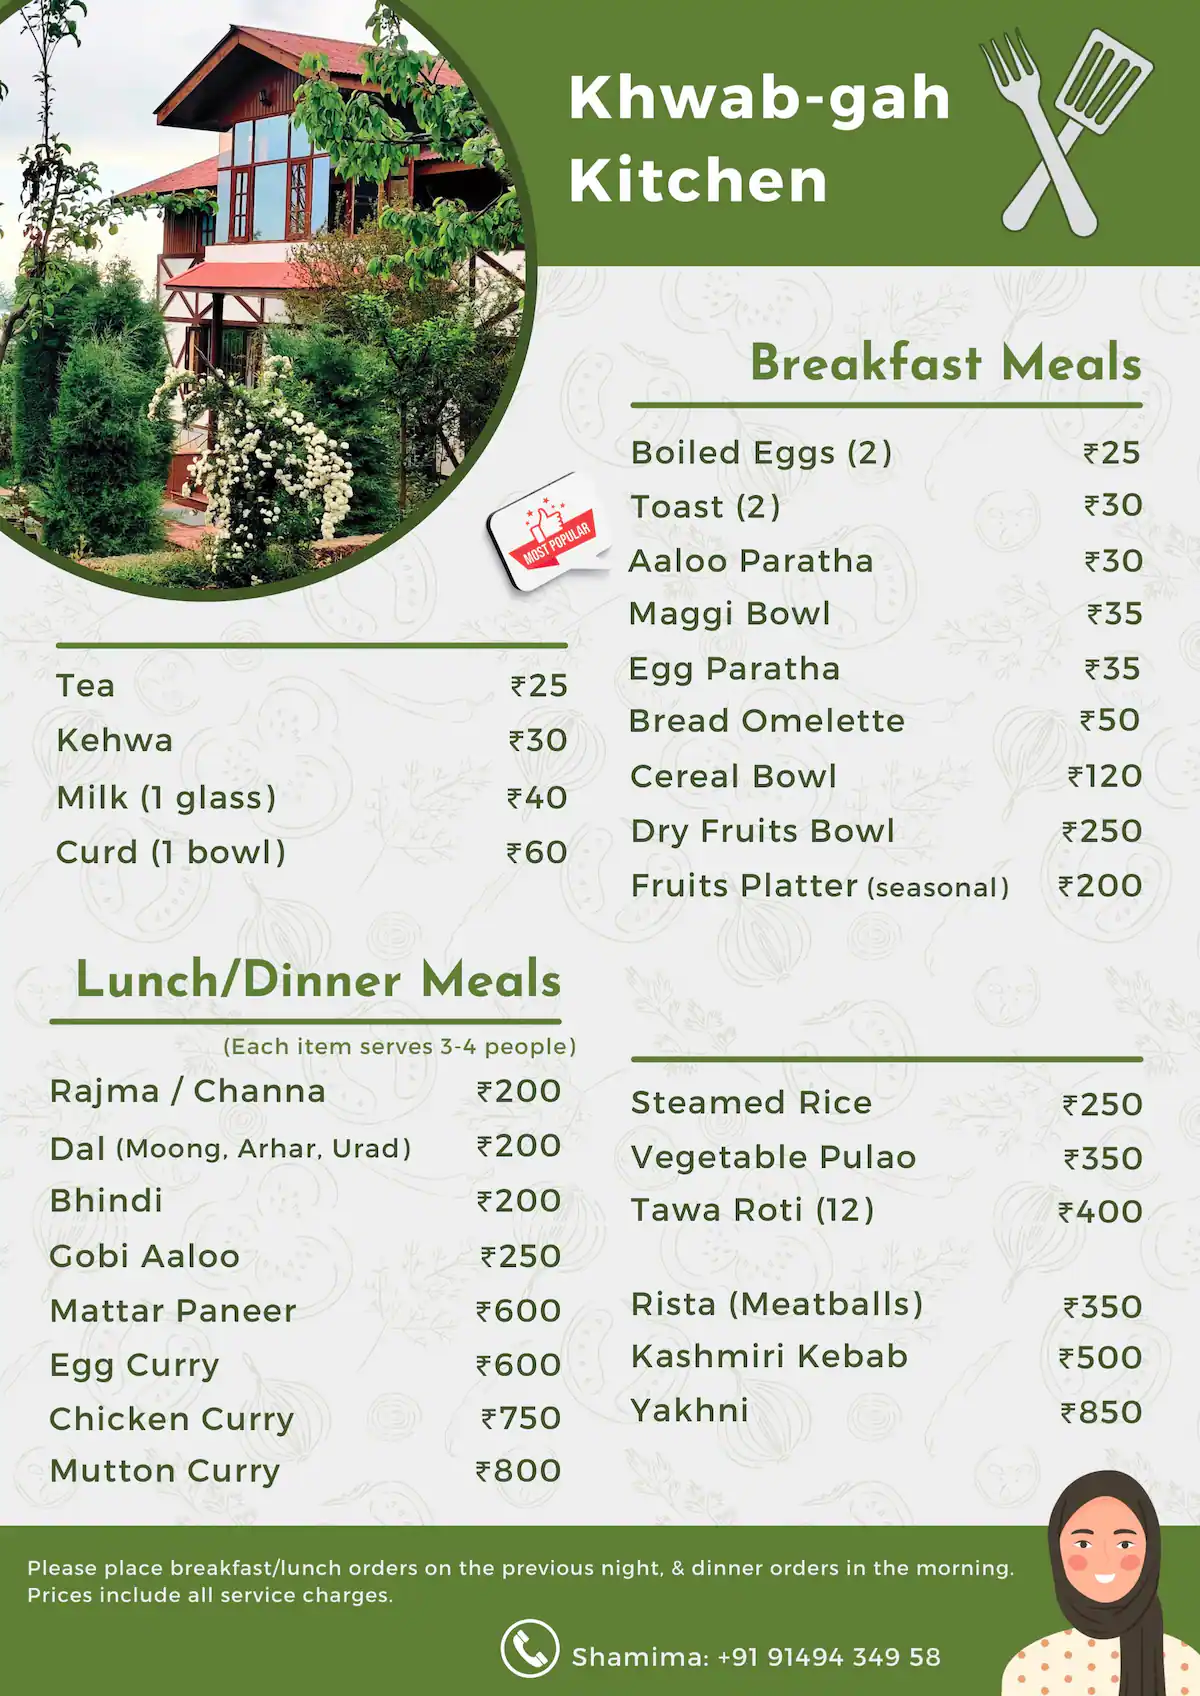 Khwab-gah
Kitchen
Breakfast Meals
Boiled Eggs (2) ₹25
Toast (2) ₹30
MOST POPULAR
Aaloo Paratha ₹30
Maggi Bowl ₹35
Egg Paratha ₹35
Bread Omelette ₹50
Cereal Bowl ₹120
Dry Fruits Bowl ₹250
Fruits Platter (seasonal) ₹200
Tea ₹25
Kehwa ₹30
Milk (1 glass) ₹40
Curd (1 bowl) ₹60
Lunch/Dinner Meals
(Each item serves 3-4 people)
Rajma / Channa ₹200
Dal (Moong, Arhar, Urad) ₹200
Bhindi ₹200
Gobi Aaloo ₹250
Mattar Paneer ₹600
Egg Curry ₹600
Chicken Curry ₹750
Mutton Curry ₹800
Steamed Rice ₹250
Vegetable Pulao ₹350
Tawa Roti (12) ₹400
Rista (Meatballs) ₹350
Kashmiri Kebab ₹500
Yakhni ₹850
Please place breakfast/lunch orders on the previous night, & dinner orders in the morning.
Prices include all service charges.
Shamima: +91 91494 349 58